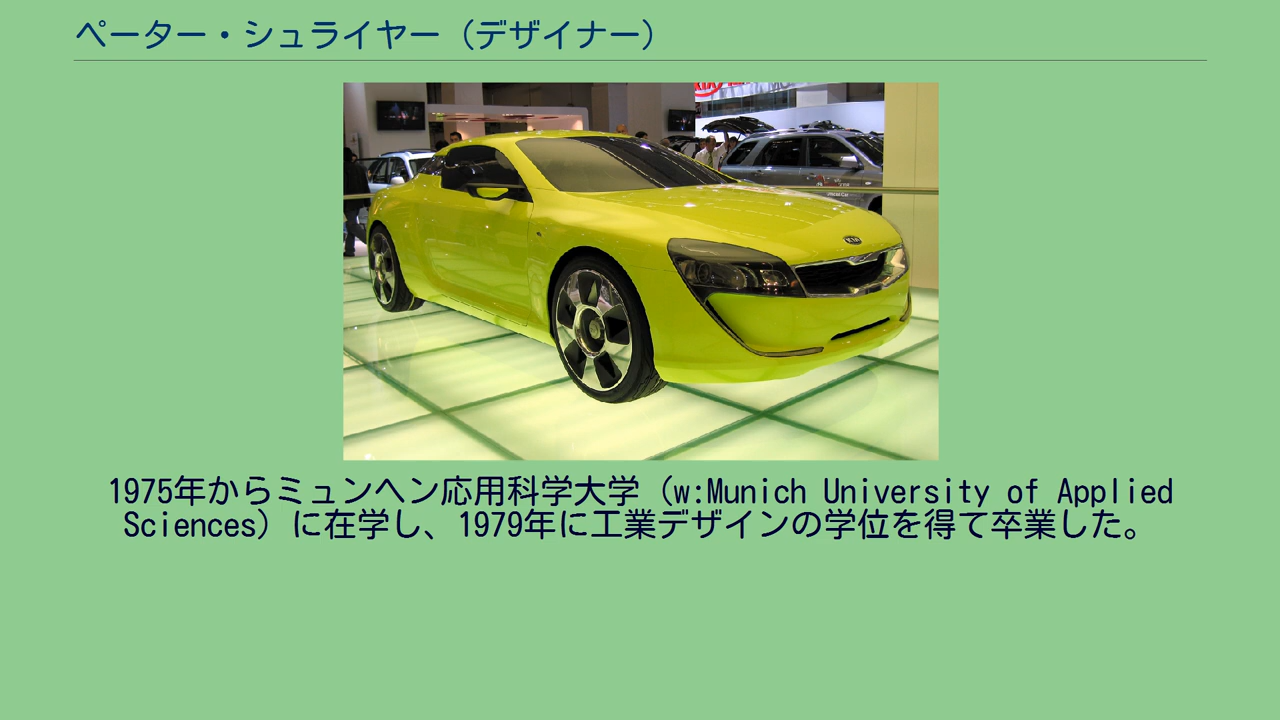 ペーター・シュライヤー（デザイナー）
KIA
KIA
1975年からミュンヘン応用科学大学（w:Munich University of Applied
Sciences）に在学し、1979年に工業デザインの学位を得て卒業した。